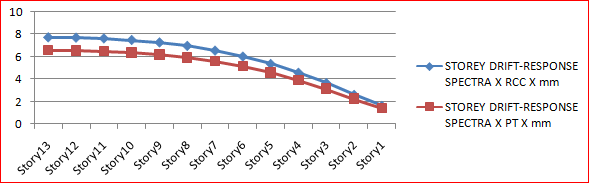 10
8
6
4
2
0
Story13
Story12
Story11
Story10
Story9
Story8
Story7
Story6
Story5
Story4
Story3
Story2
Story1
STOREY DRIFT-RESPONSE
SPECTRA X RCC X mm
STOREY DRIFT-RESPONSE
SPECTRA X PT X mm